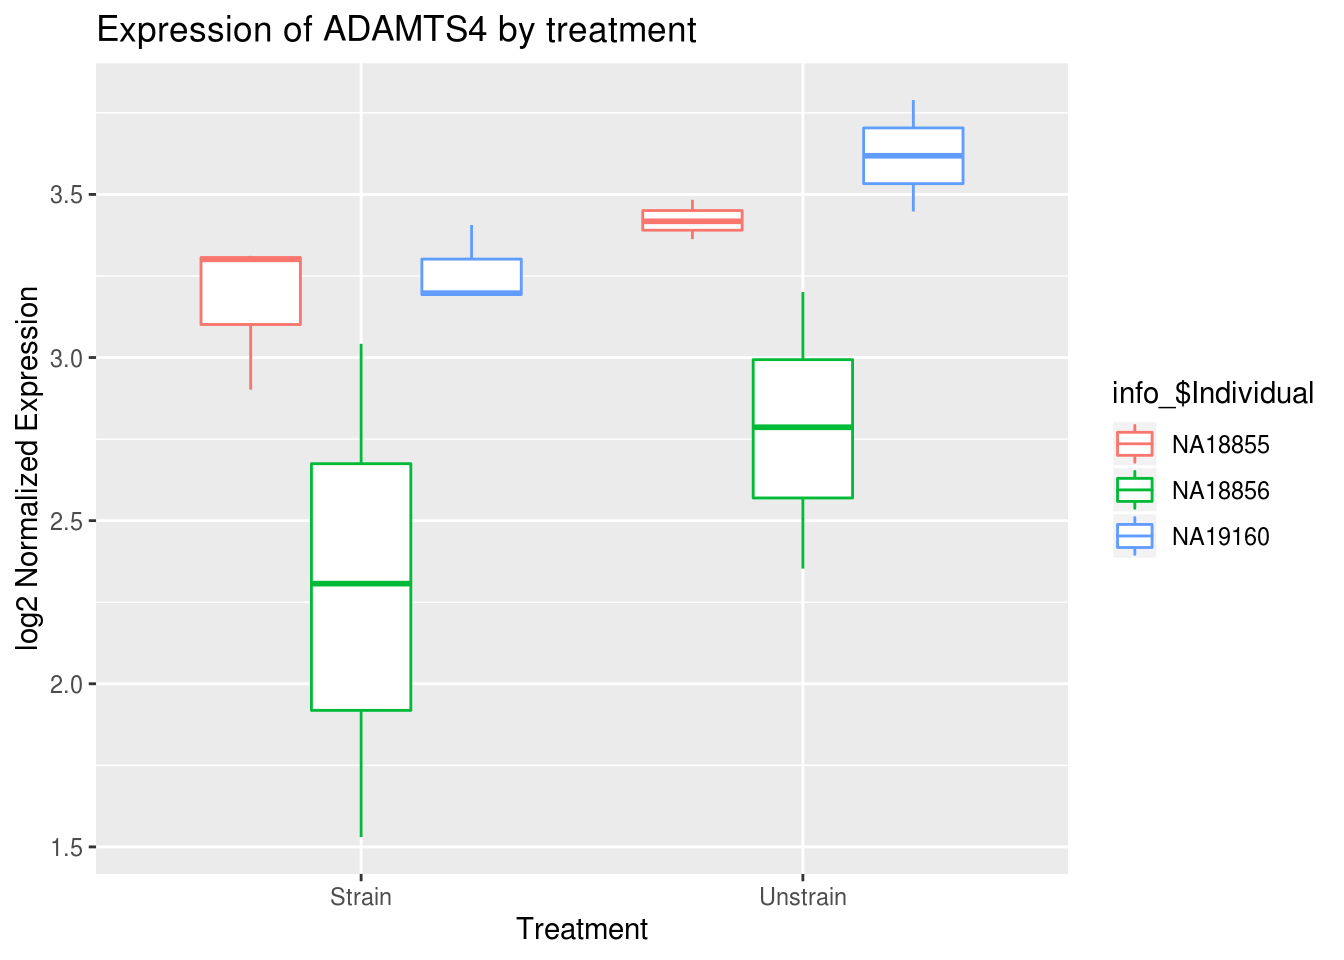 Expression of ADAMTS4 by treatment
log2 Normalized Expression
3.5
3.0
2.5
2.0
1.5
Strain
Unstrain
Treatment
info_$Individual
NA18855
NA18856
NA19160